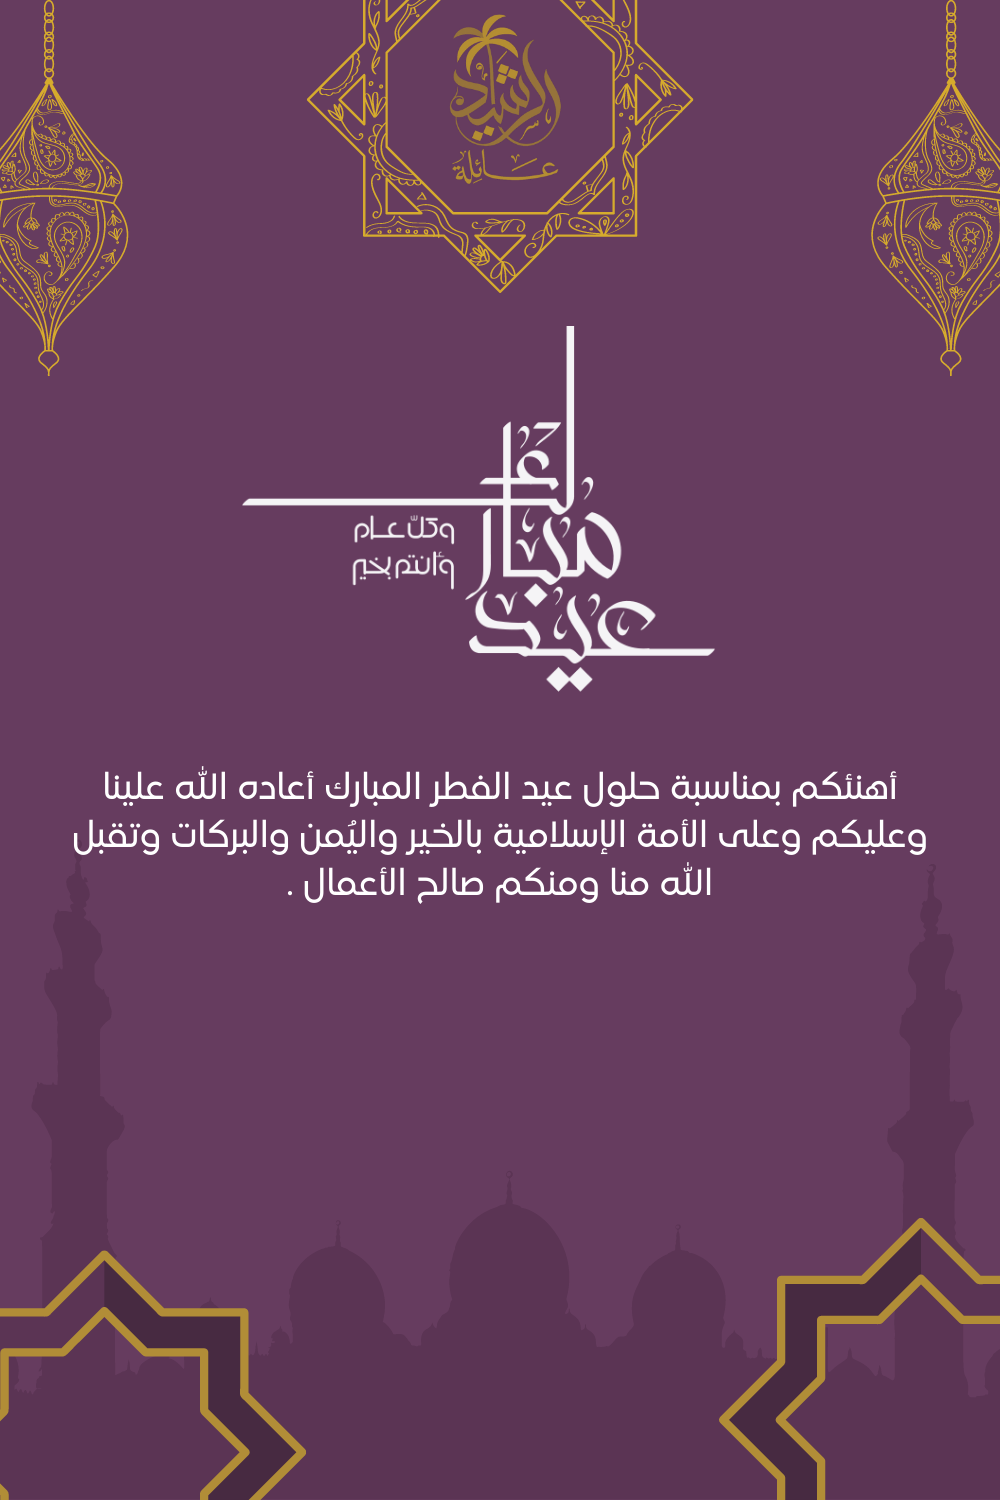 الرشيد
عائلة
عيد مبارك
وكلّ عام
وأنتم بخير
أهنئكم بمناسبة حلول عيد الفطر المبارك أعاده الله علينا
وعليكم وعلى الأمة الإسلامية بالخير واليُمن والبركات وتقبل
الله منا ومنكم صالح الأعمال .